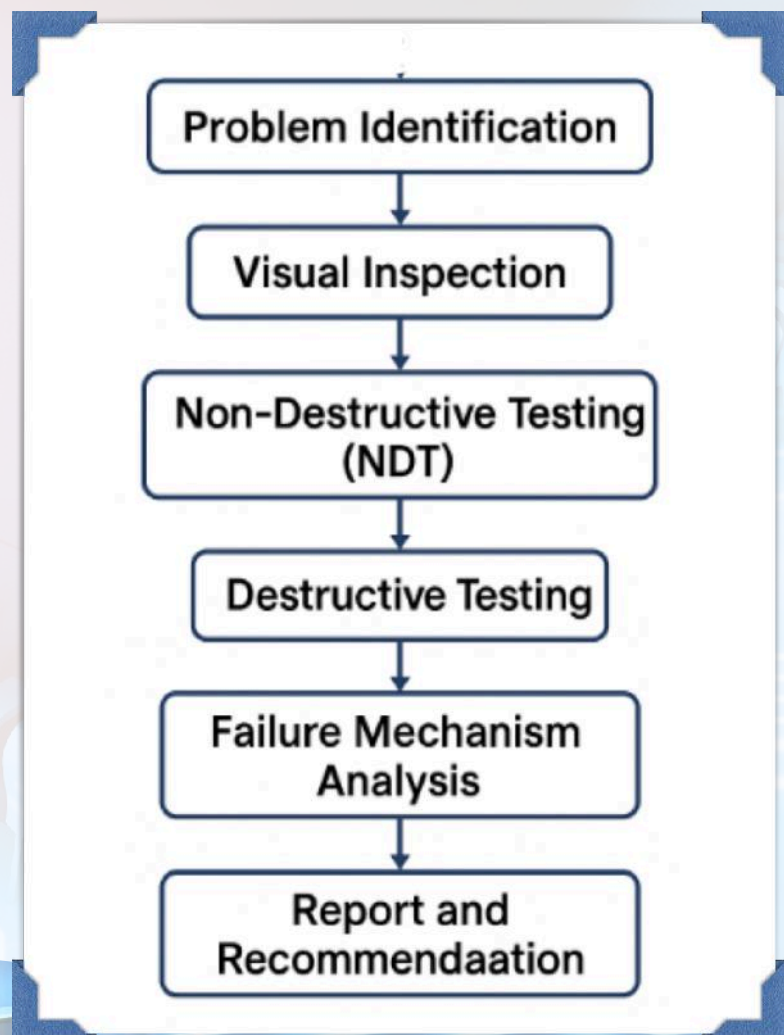 Problem Identification
Visual Inspection
Non-Destructive Testing
(NDT)
Destructive Testing
Failure Mechanism
Analysis
Report and
Recommendaation